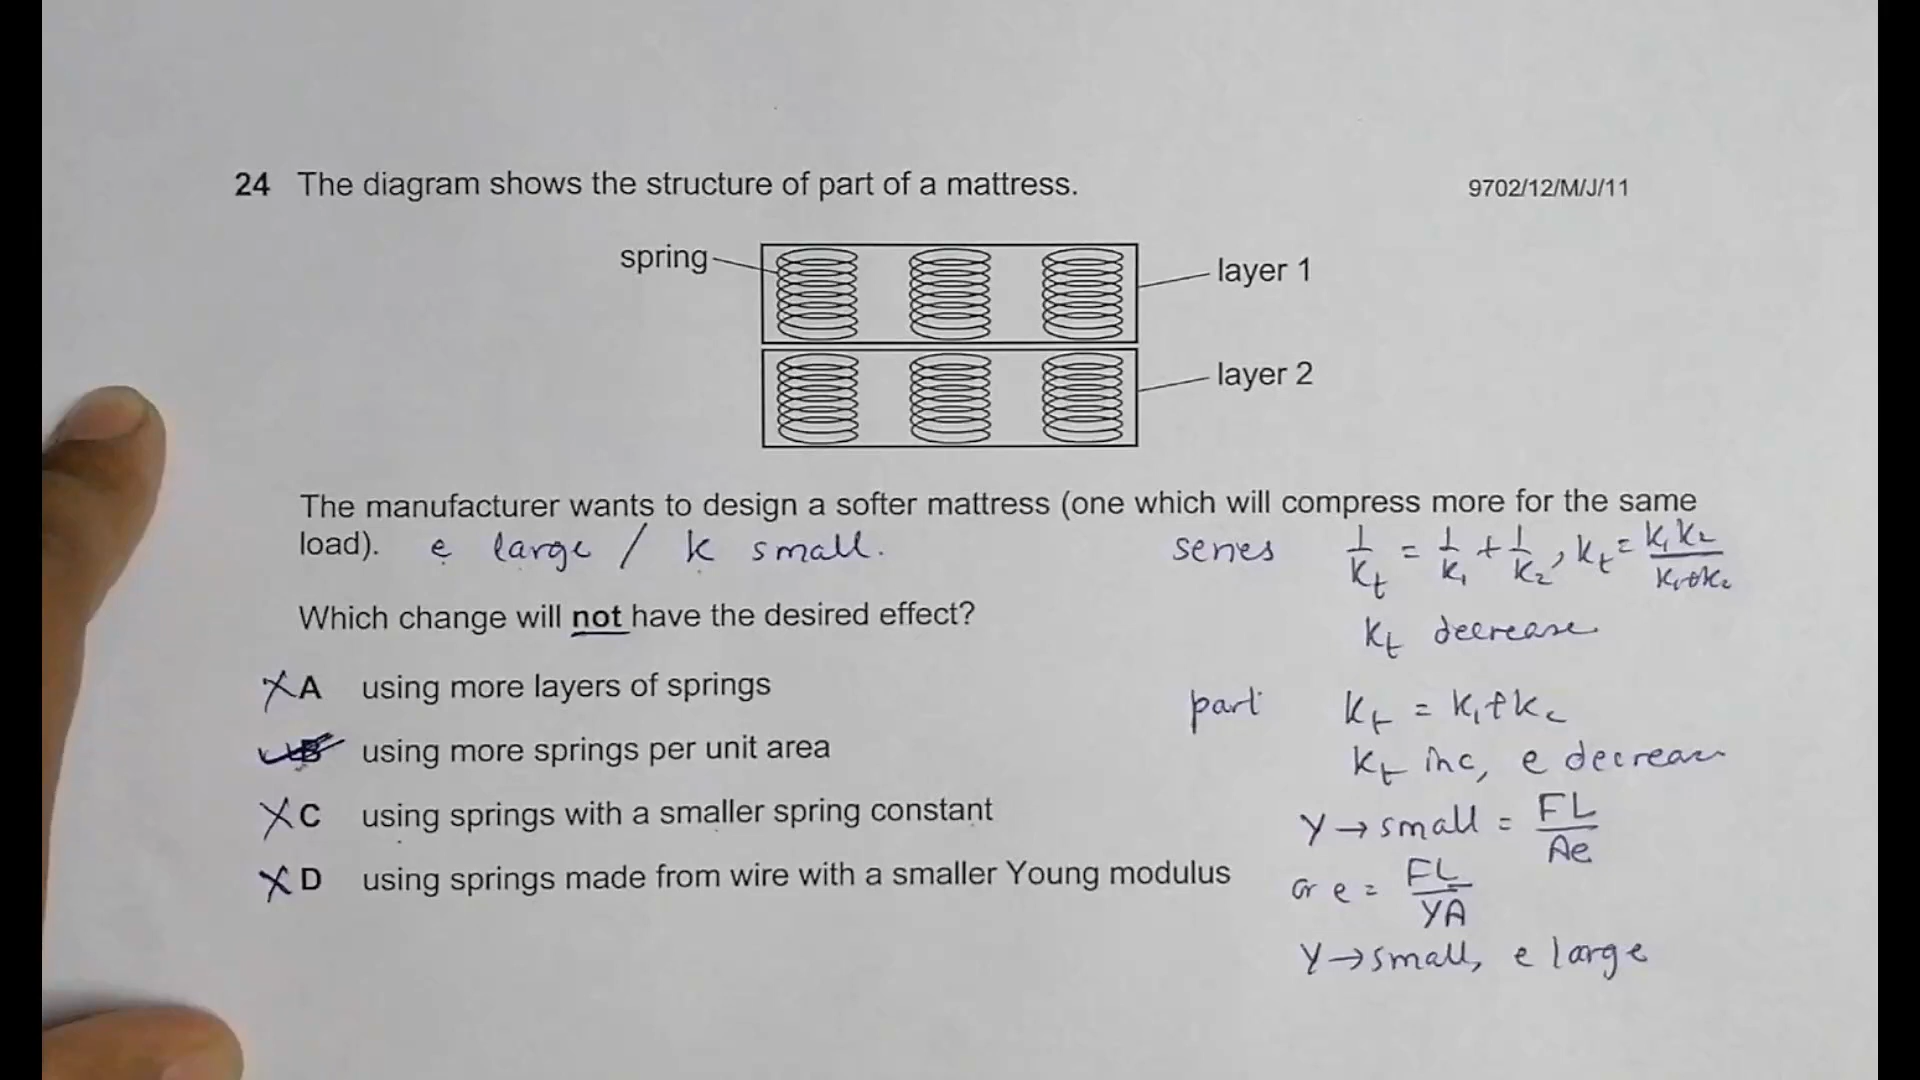 24 The diagram shows the structure of part of a mattress.
9702/12/M/J/11
spring
layer 1
layer 2
The manufacturer wants to design a softer mattress (one which will compress more for the same
load). e large / k small.
series 1/kt = 1/k1 + 1/k2, kt = k1k2/k1+k2
Which change will not have the desired effect?
kt decrease
A using more layers of springs
part kt = k1+k2
B using more springs per unit area
kt inc, e decreas
C using springs with a smaller spring constant
Y → small = FL/Ae
D using springs made from wire with a smaller Young modulus
or e = FL/YA
Y → small, e large